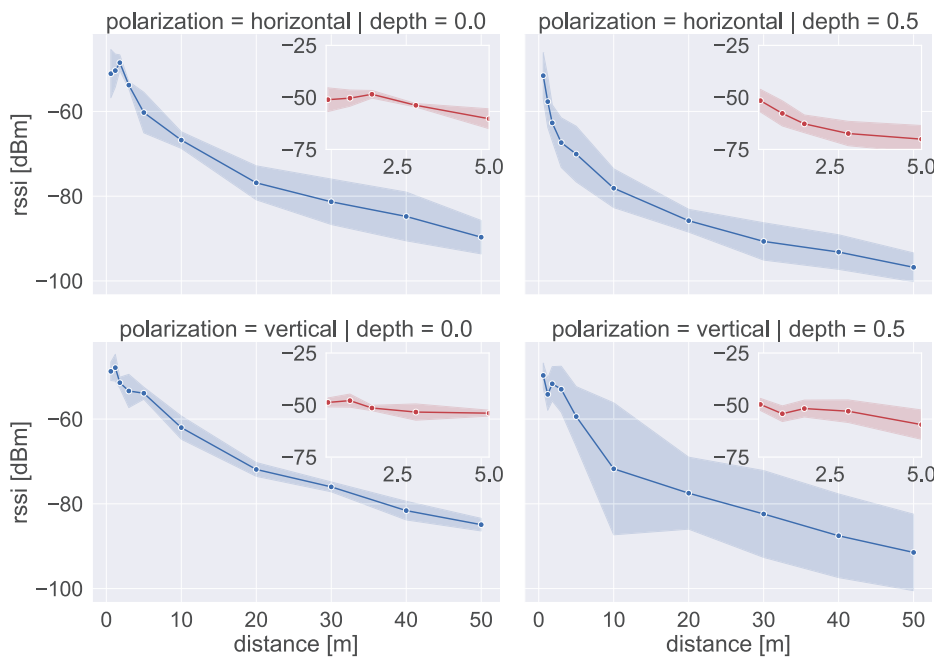 polarization = horizontal | depth = 0.0
polarization = horizontal | depth = 0.5
rssi [dBm]
−60
−80
−100
−25
−50
−75
2.5
5.0
−25
−50
−75
2.5
5.0
polarization = vertical | depth = 0.0
polarization = vertical | depth = 0.5
rssi [dBm]
−60
−80
−100
−25
−50
−75
2.5
5.0
−25
−50
−75
2.5
5.0
0 10 20 30 40 50
0 10 20 30 40 50
distance [m]
distance [m]